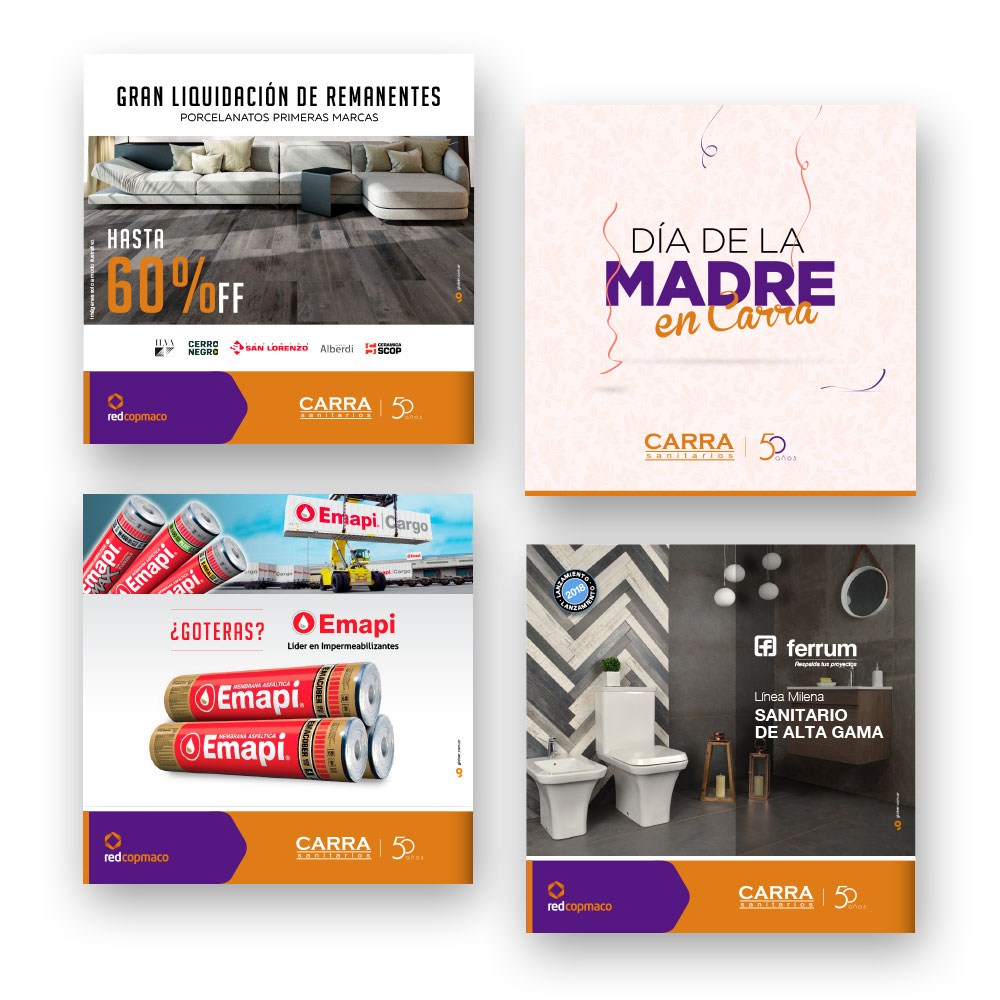 GRAN LIQUIDACIÓN DE REMANENTES
PORCELANATOS PRIMERAS MARCAS
HASTA
60%OFF
ILVA
CERRO NEGRO
SAN LORENZO
Alberdi
CERAMICA SCOP
redcopmaco
CARRA
sanitarios
50 años
DÍA DE LA
MADRE
en Carra
CARRA
sanitarios
50 años
Emapi. Cargo
Emapi.
Emapi.
Emapi.
¿GOTERAS?
Emapi
Lider en Impermeabilizantes
MEMBRANA ASFÁLTICA
Emapi®
EMACOBER
MEMBRANA ASFÁLTICA
Emapi®
EMACOBER
redcopmaco
CARRA
sanitarios
50 años
LANZAMIENTO
2018
LANZAMIENTO
ferrum
Respalda tus proyectos
Línea Milena
SANITARIO
DE ALTA GAMA
redcopmaco
CARRA
sanitarios
50 años